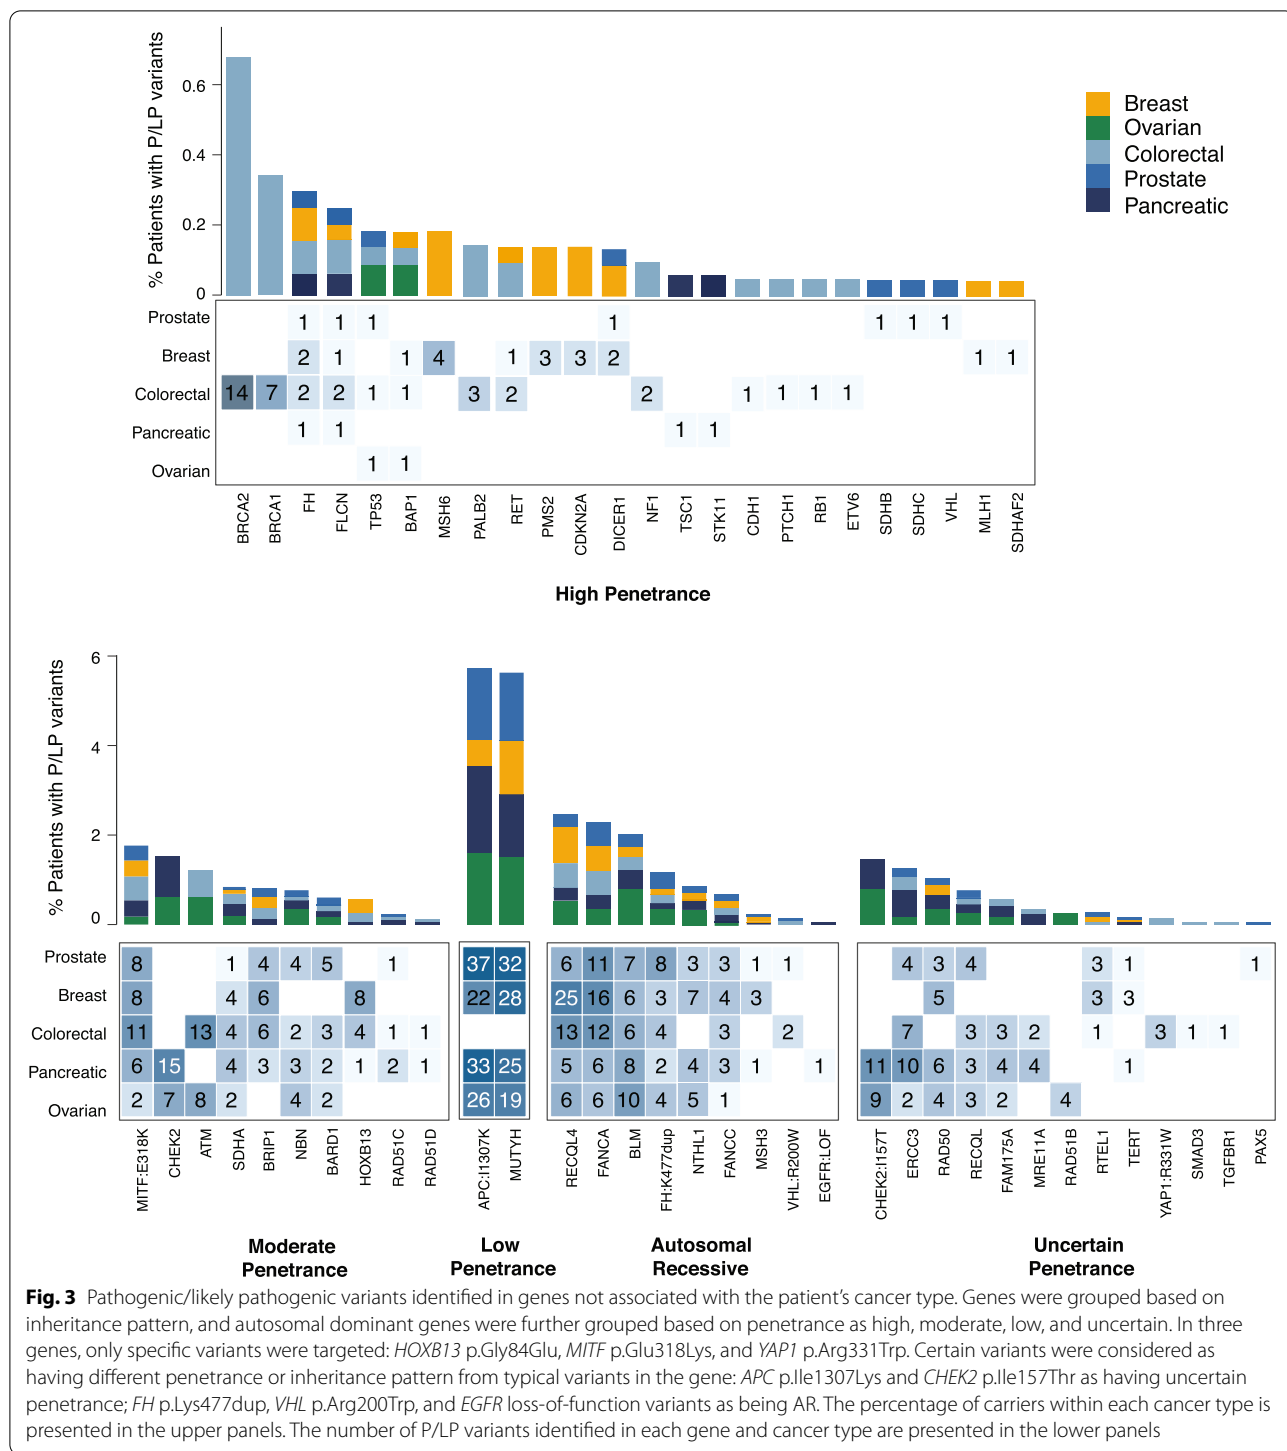 % Patients with P/LP variants
0.6
0.4
0.2
0
Breast
Ovarian
Colorectal
Prostate
Pancreatic
Prostate 1 1 1 1 1 1 1
Breast 2 1 1 4 1 3 3 2 1 1
Colorectal 14 7 2 2 1 1 3 2 2 1 1 1 1
Pancreatic 1 1 1 1
Ovarian 1 1
BRCA2 BRCA1 FH FLCN TP53 BAP1 MSH6 PALB2 RET PMS2 CDKN2A DICER1 NF1 TSC1 STK11 CDH1 PTCH1 RB1 ETV6 SDHB SDHC VHL MLH1 SDHAF2
High Penetrance
% Patients with P/LP variants
6
4
2
0
Prostate 8 1 4 4 5 1 37 32 6 11 7 8 3 3 1 1 4 3 4 3 1 1
Breast 8 4 6 8 22 28 25 16 6 3 7 4 3 5 3 3
Colorectal 11 13 4 6 2 3 4 1 1 13 12 6 4 3 2 7 3 3 2 1 3 1 1
Pancreatic 6 15 4 3 3 2 1 2 1 33 25 5 6 8 2 4 3 1 1 11 10 6 3 4 4 1
Ovarian 2 7 8 2 4 2 26 19 6 6 10 4 5 1 9 2 4 3 2 4
MITF:E318K CHEK2 ATM SDHA BRIP1 NBN BARD1 HOXB13 RAD51C RAD51D APC:I1307K MUTYH RECQL4 FANCA BLM FH:K477dup NTHL1 FANCC MSH3 VHL:R200W EGFR:LOF CHEK2:I157T ERCC3 RAD50 RECQL FAM175A MRE11A RAD51B RTEL1 TERT YAP1:R331W SMAD3 TGFBR1 PAX5
Moderate Low Autosomal Uncertain
Penetrance Penetrance Recessive Penetrance
Fig. 3 Pathogenic/likely pathogenic variants identified in genes not associated with the patient's cancer type. Genes were grouped based on
inheritance pattern, and autosomal dominant genes were further grouped based on penetrance as high, moderate, low, and uncertain. In three
genes, only specific variants were targeted: HOXB13 p.Gly84Glu, MITF p.Glu318Lys, and YAP1 p.Arg331Trp. Certain variants were considered as
having different penetrance or inheritance pattern from typical variants in the gene: APC p.Ile1307Lys and CHEK2 p.Ile157Thr as having uncertain
penetrance; FH p.Lys477dup, VHL p.Arg200Trp, and EGFR loss-of-function variants as being AR. The percentage of carriers within each cancer type is
presented in the upper panels. The number of P/LP variants identified in each gene and cancer type are presented in the lower panels